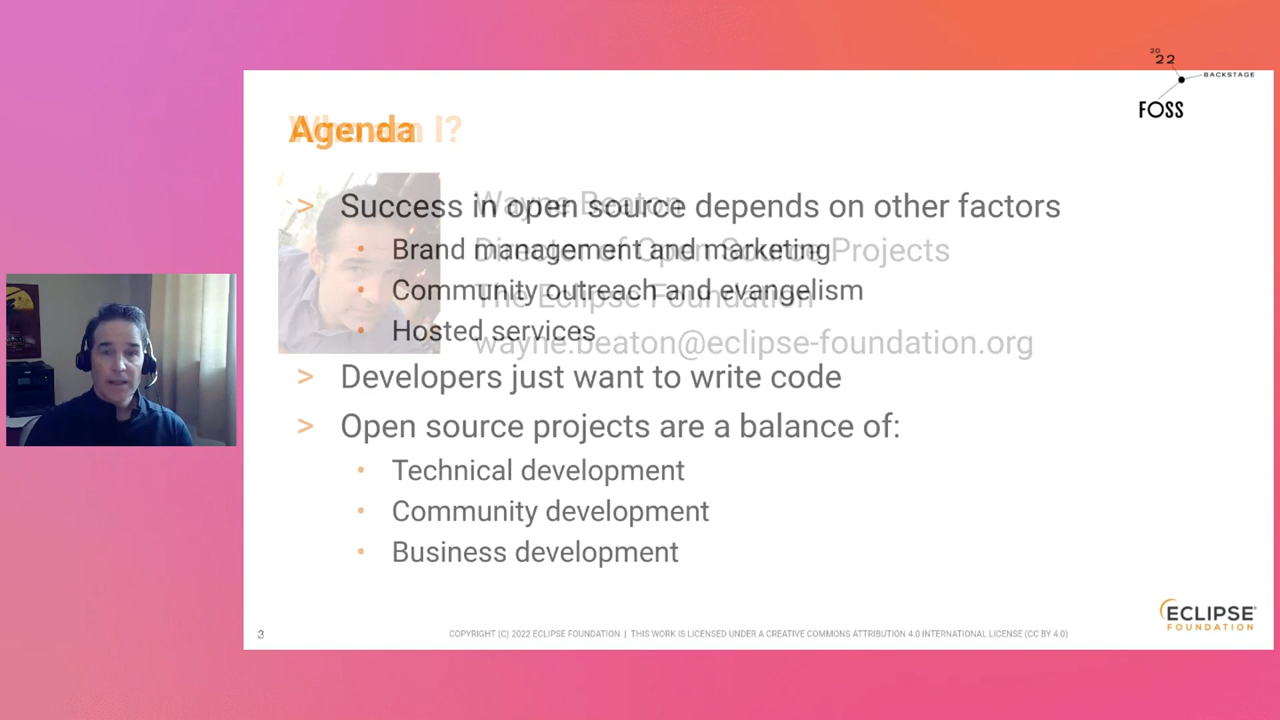 20
22
BACKSTAGE
FOSS
Agenda
Who am I?
> Success in open source depends on other factors
Wayne Beaton
• Brand management and marketing
Director of Open Source Projects
• Community outreach and evangelism
The Eclipse Foundation
• Hosted services
wayne.beaton@eclipse-foundation.org
> Developers just want to write code
> Open source projects are a balance of:
• Technical development
• Community development
• Business development
3
COPYRIGHT (C) 2022 ECLIPSE FOUNDATION | THIS WORK IS LICENSED UNDER A CREATIVE COMMONS ATTRIBUTION 4.0 INTERNATIONAL LICENSE (CC BY 4.0)
ECLIPSE
FOUNDATION